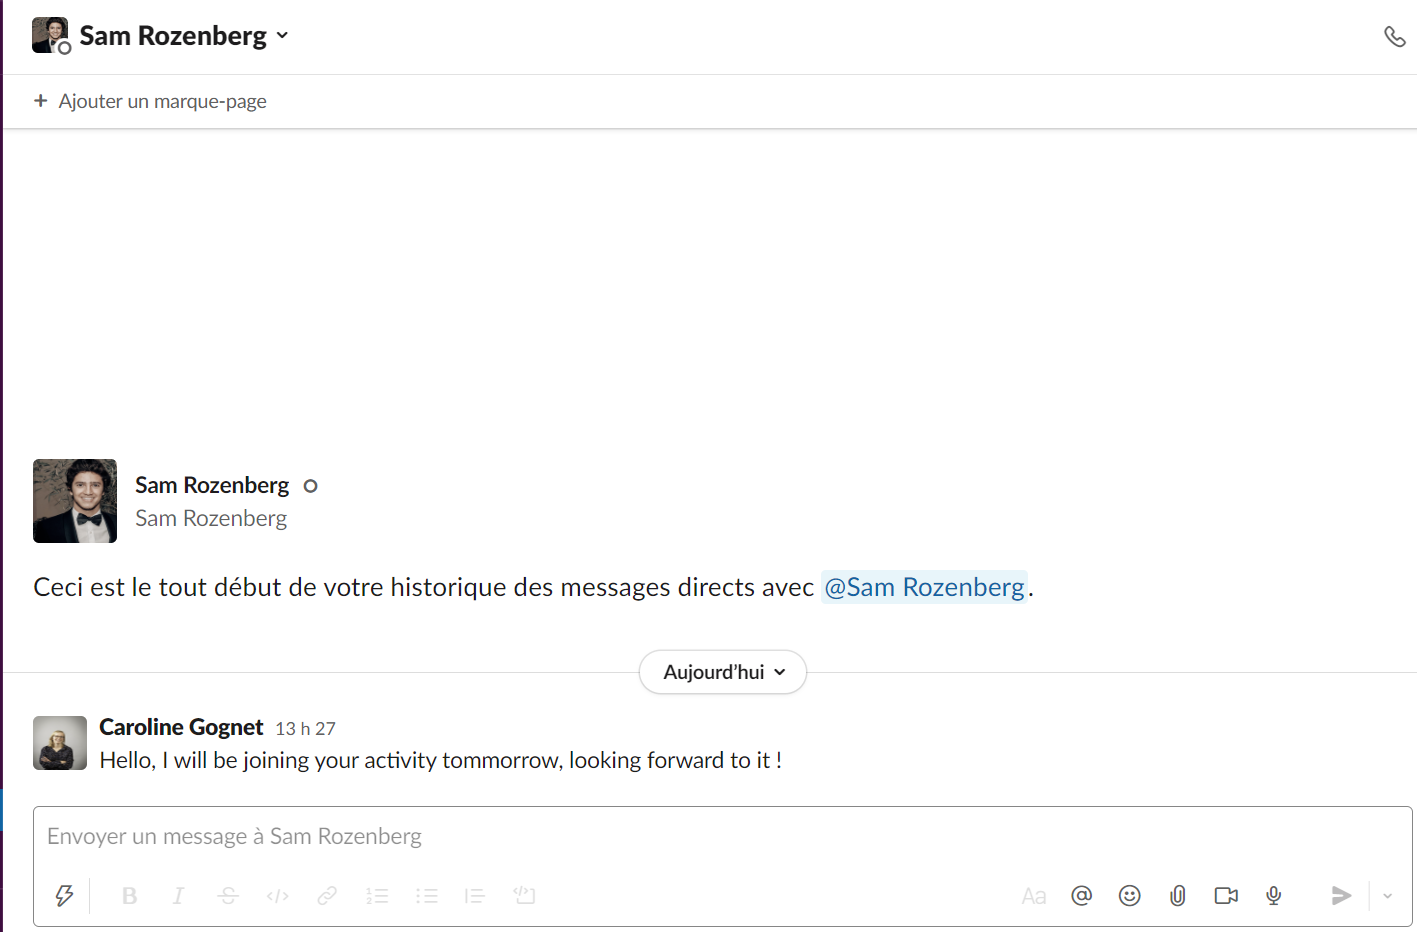 Sam Rozenberg
+ Ajouter un marque-page
Sam Rozenberg
Sam Rozenberg
Ceci est le tout début de votre historique des messages directs avec @Sam Rozenberg.
Aujourd’hui
Caroline Gognet 13 h 27
Hello, I will be joining your activity tommorrow, looking forward to it !
Envoyer un message à Sam Rozenberg
B I S </> Aa @